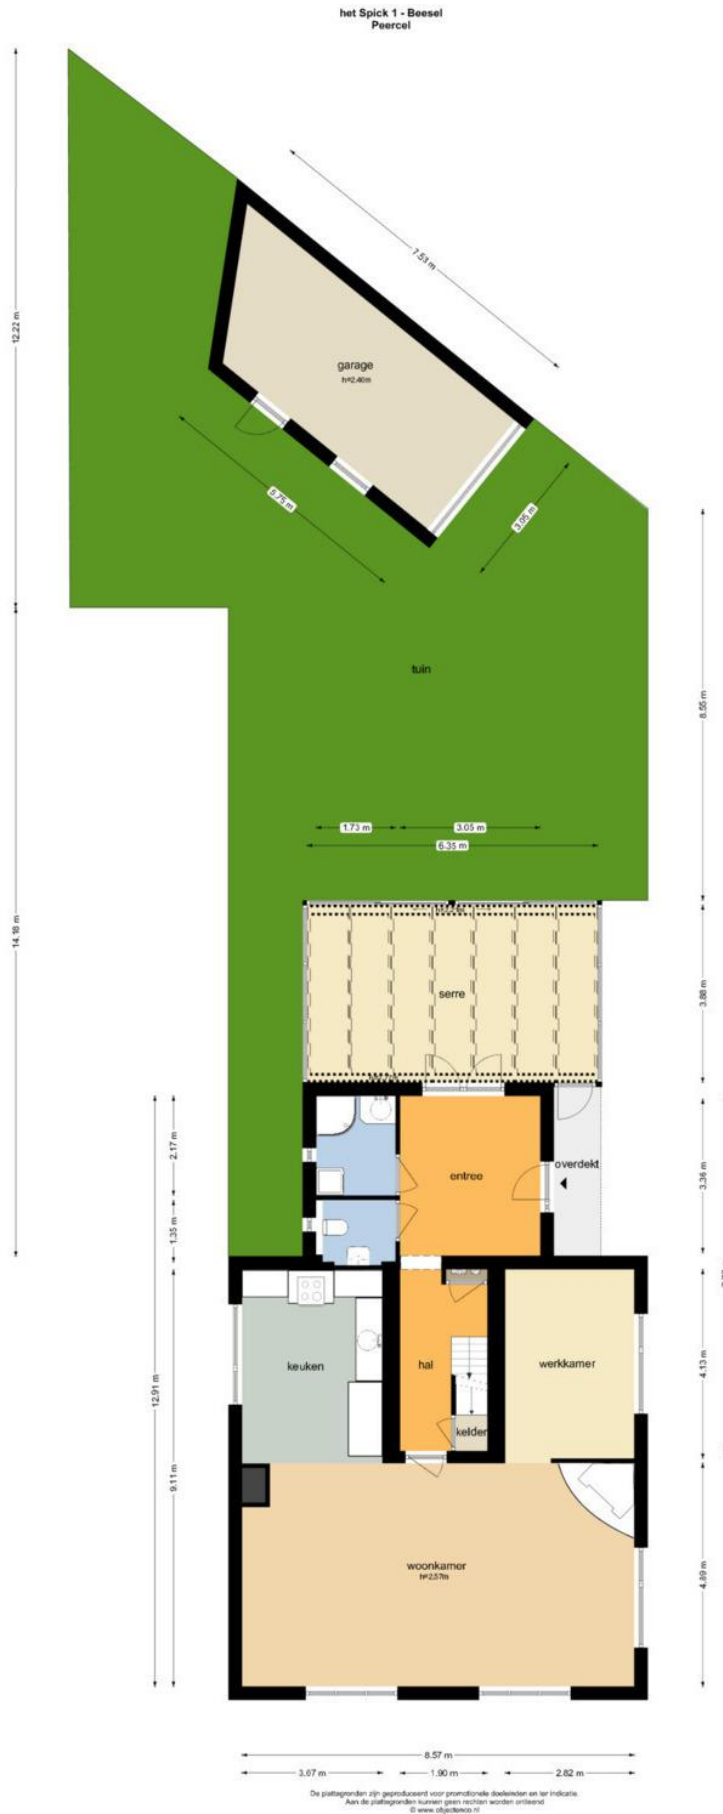 het Spick 1 - Beesel
Peercel
7.53 m
12.22 m
garage
h=2.40m
5.75 m
3.05 m
tuin
8.55 m
1.73 m
3.05 m
6.35 m
14.18 m
serre
3.88 m
2.17 m
entree
overdekt
3.36 m
1.35 m
keuken
hal
werkkamer
4.13 m
12.91 m
kelder
9.11 m
woonkamer
h=2.57m
4.89 m
8.57 m
3.07 m
1.90 m
2.82 m
De plattegronden zijn geproduceerd voor promotionele doeleinden en ter indicatie.
Aan de plattegronden kunnen geen rechten worden ontleend
© www.objectenco.nl